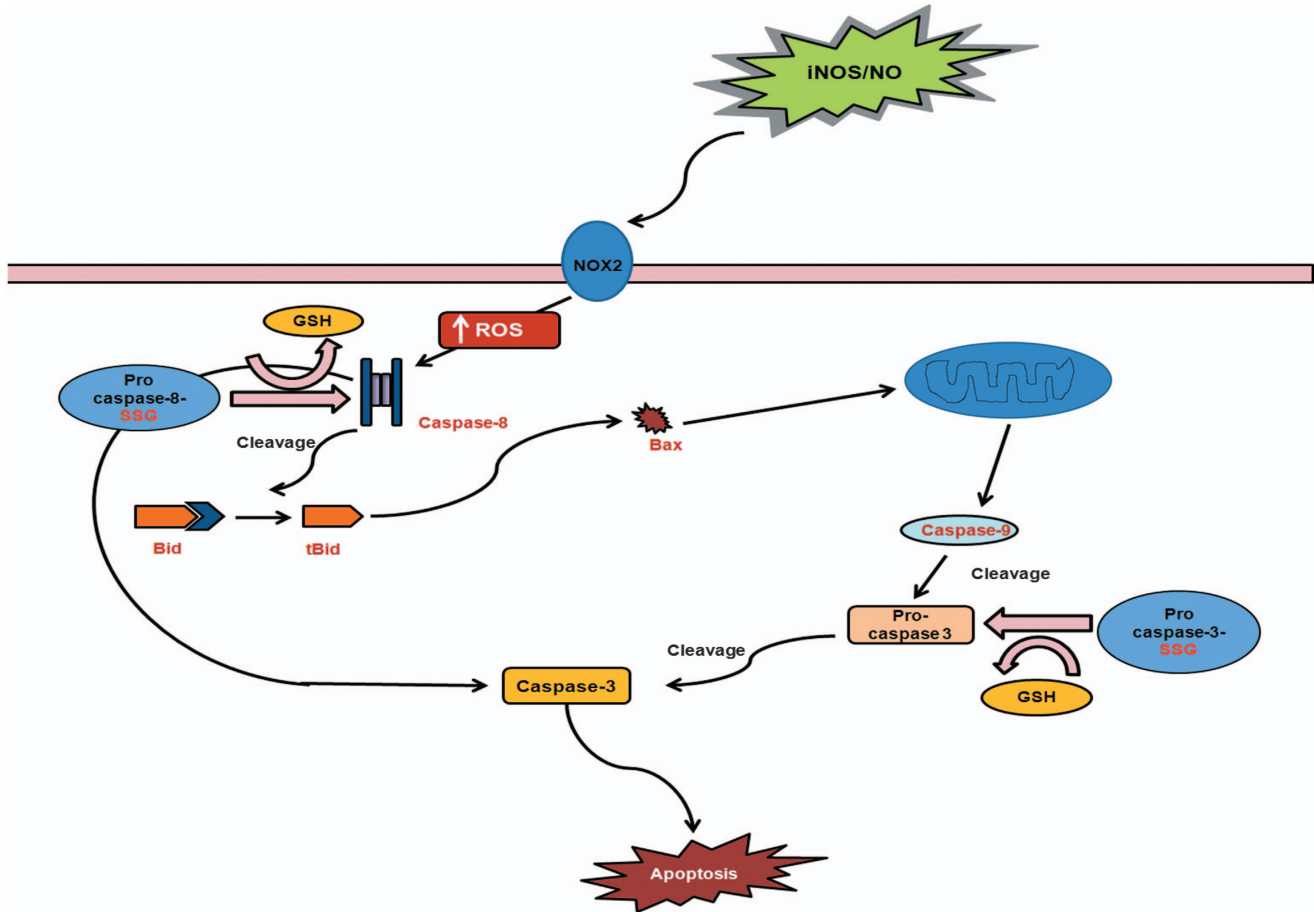 iNOS/NO
NOX2
GSH
ROS
Pro
caspase-8-
SSG
Caspase-8
Cleavage
Bax
Bid
tBid
Caspase-9
Cleavage
Pro-
caspase 3
Pro
caspase-3-
SSG
Cleavage
GSH
Caspase-3
Apoptosis